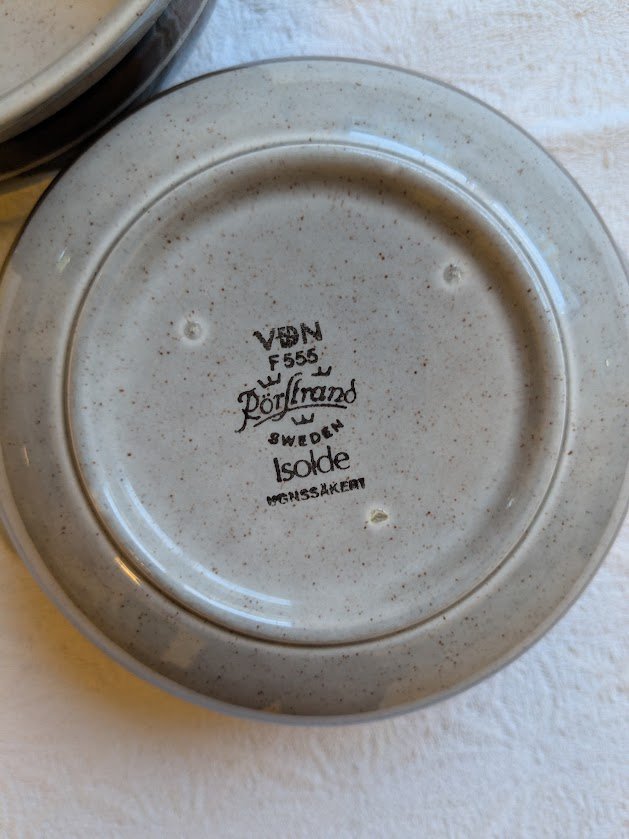 VDN
F555
Rörstrand
SWEDEN
Isolde
UGNSSÄKERT